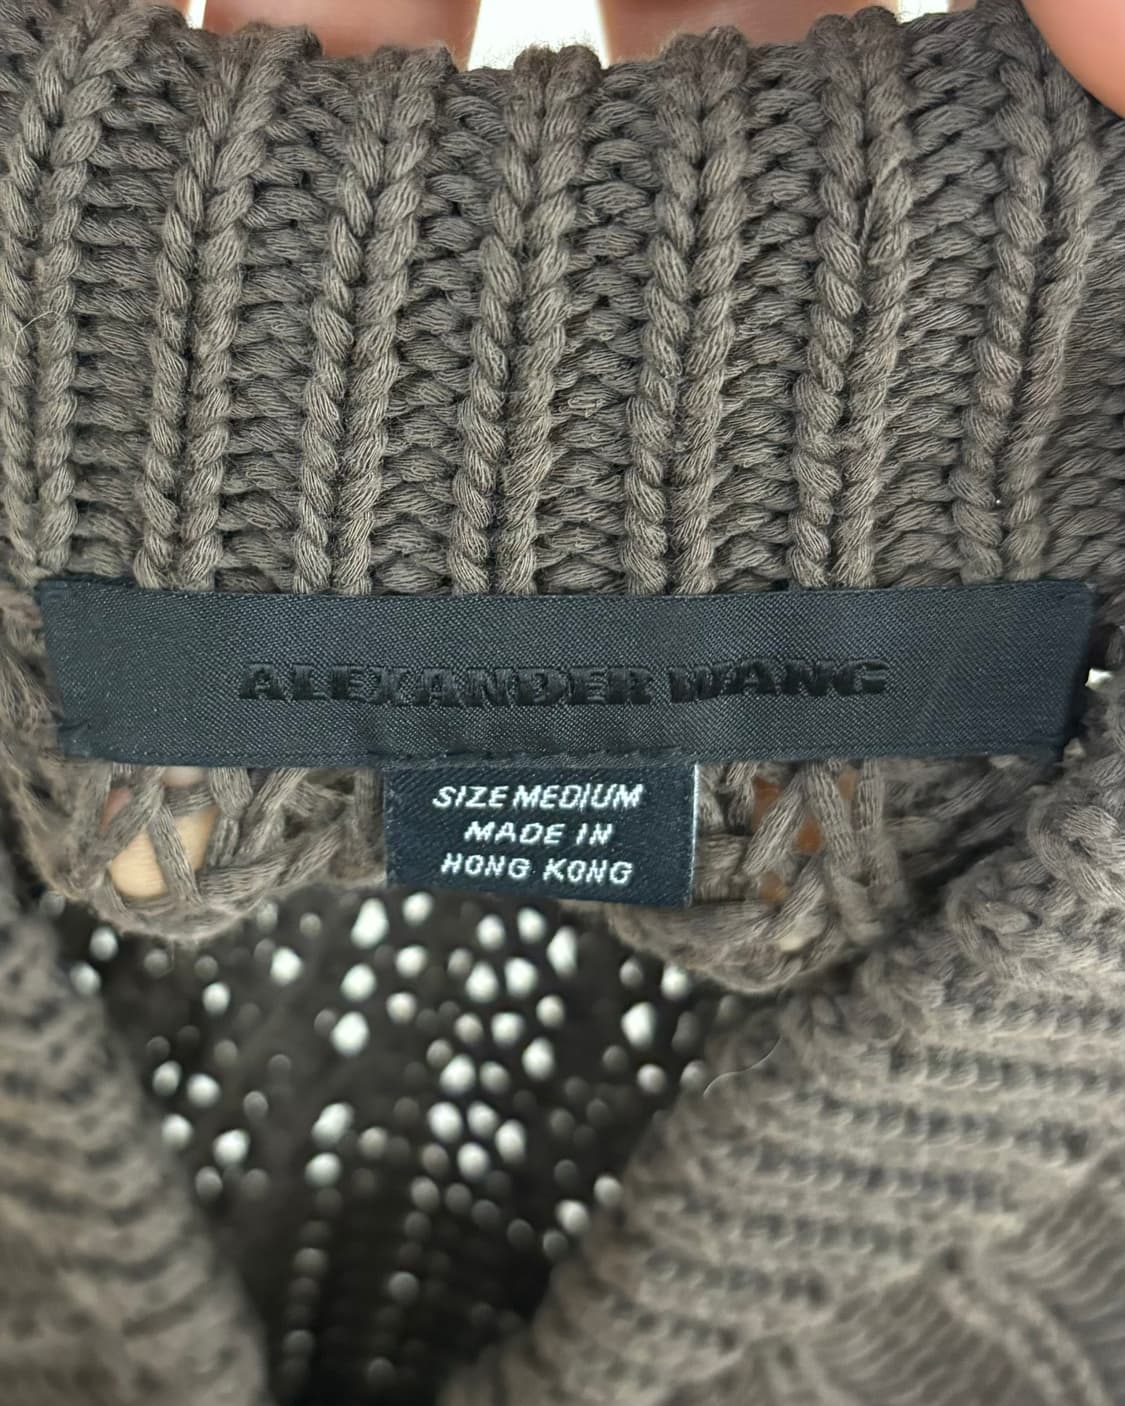 ALEXANDER WANG
SIZE MEDIUM
MADE IN
HONG KONG